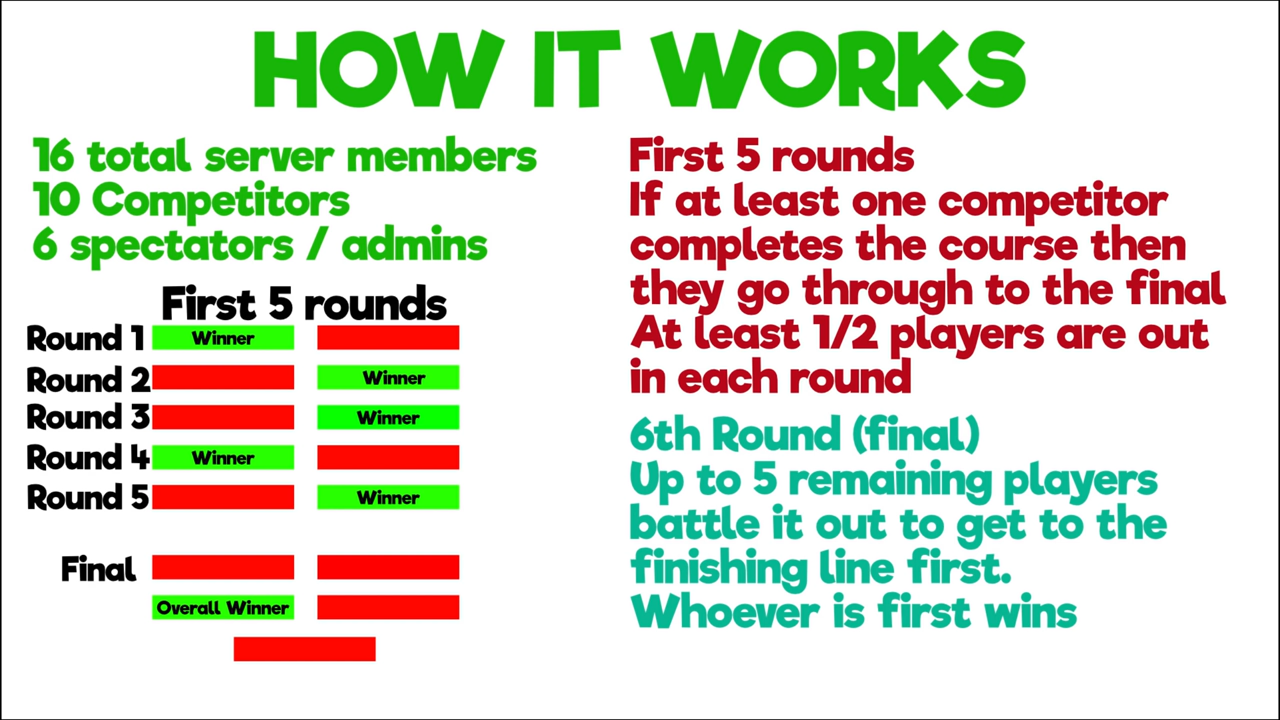 HOW IT WORKS
16 total server members
10 Competitors
6 spectators / admins
First 5 rounds
Round 1 Winner
Round 2 Winner
Round 3 Winner
Round 4 Winner
Round 5 Winner
Final
Overall Winner
First 5 rounds
If at least one competitor
completes the course then
they go through to the final
At least 1/2 players are out
in each round
6th Round (final)
Up to 5 remaining players
battle it out to get to the
finishing line first.
Whoever is first wins